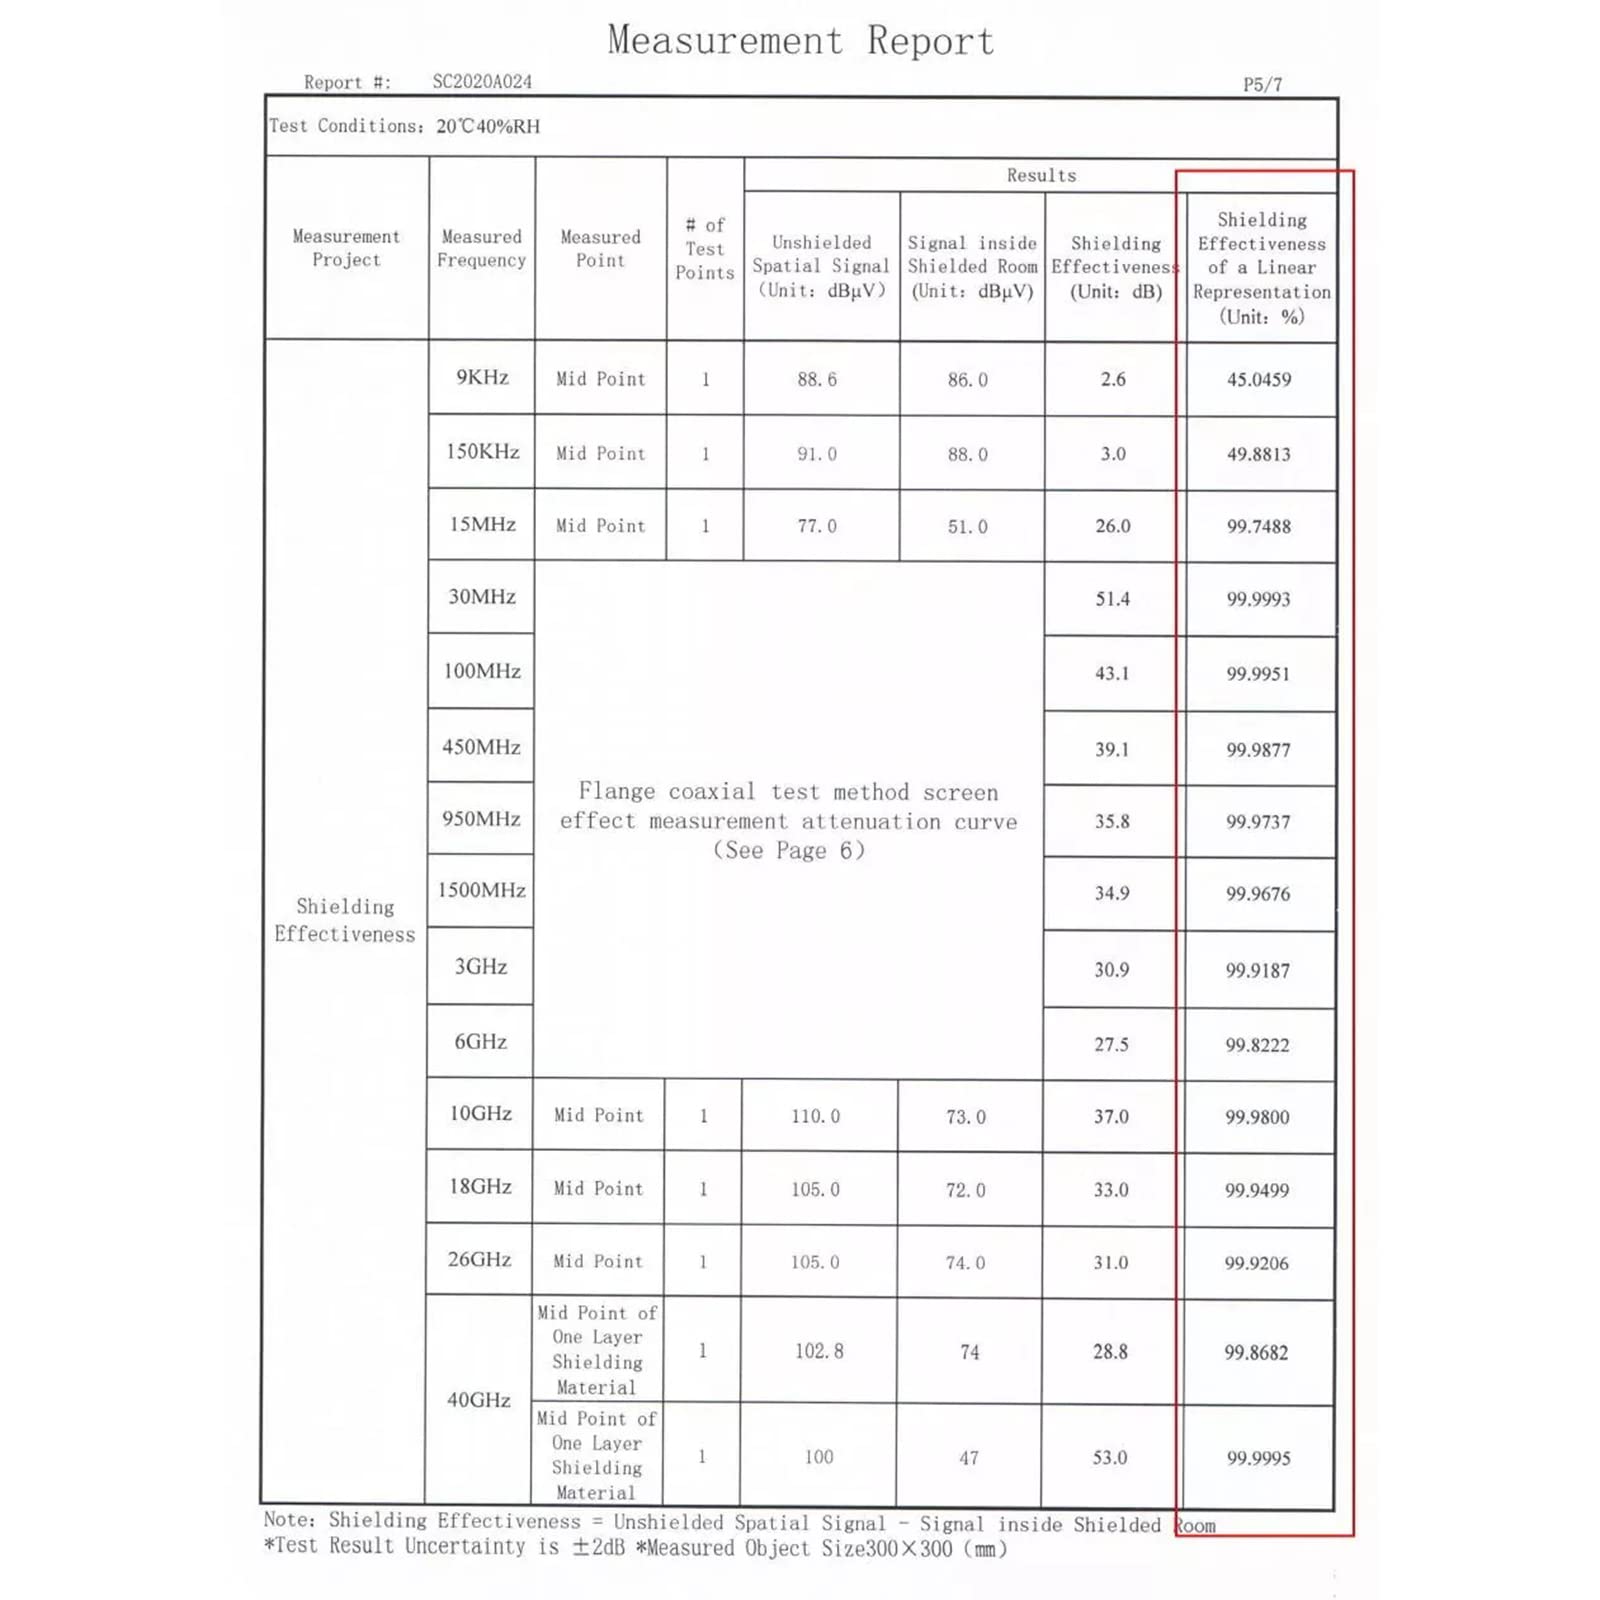 Measurement Report
Report #: SC2020A024 P5/7
Test Conditions: 20℃40%RH
Measurement Project
Measured Frequency
Measured Point
# of Test Points
Results
Unshielded Spatial Signal (Unit: dBμV)
Signal inside Shielded Room (Unit: dBμV)
Shielding Effectiveness (Unit: dB)
Shielding Effectiveness of a Linear Representation (Unit: %)
Shielding Effectiveness
9KHz Mid Point 1 88.6 86.0 2.6 45.0459
150KHz Mid Point 1 91.0 88.0 3.0 49.8813
15MHz Mid Point 1 77.0 51.0 26.0 99.7488
30MHz 51.4 99.9993
100MHz 43.1 99.9951
450MHz 39.1 99.9877
Flange coaxial test method screen
effect measurement attenuation curve
(See Page 6)
950MHz 35.8 99.9737
1500MHz 34.9 99.9676
3GHz 30.9 99.9187
6GHz 27.5 99.8222
10GHz Mid Point 1 110.0 73.0 37.0 99.9800
18GHz Mid Point 1 105.0 72.0 33.0 99.9499
26GHz Mid Point 1 105.0 74.0 31.0 99.9206
40GHz
Mid Point of One Layer Shielding Material 1 102.8 74 28.8 99.8682
Mid Point of One Layer Shielding Material 1 100 47 53.0 99.9995
Note: Shielding Effectiveness = Unshielded Spatial Signal - Signal inside Shielded Room
*Test Result Uncertainty is ±2dB *Measured Object Size300×300 (mm)